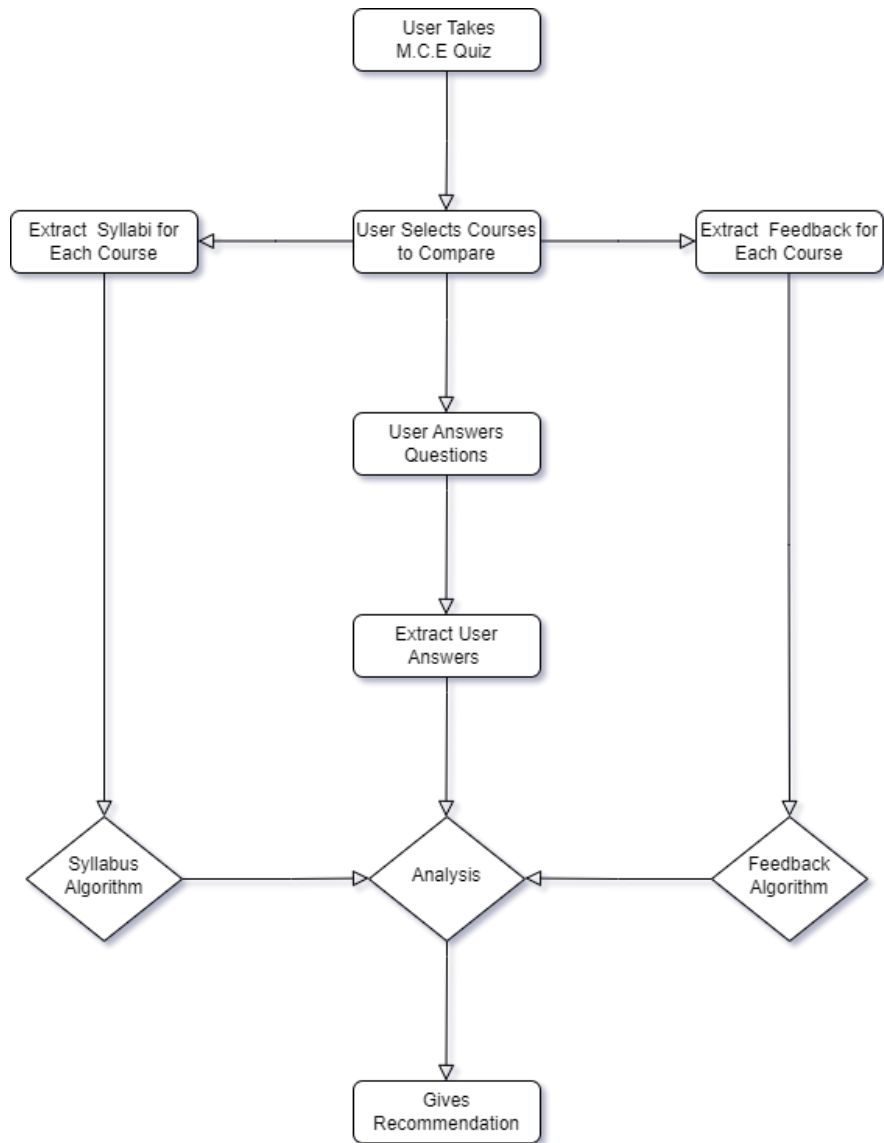 User Takes
M.C.E Quiz
Extract Syllabi for
Each Course
User Selects Courses
to Compare
Extract Feedback for
Each Course
User Answers
Questions
Extract User
Answers
Syllabus
Algorithm
Analysis
Feedback
Algorithm
Gives
Recommendation